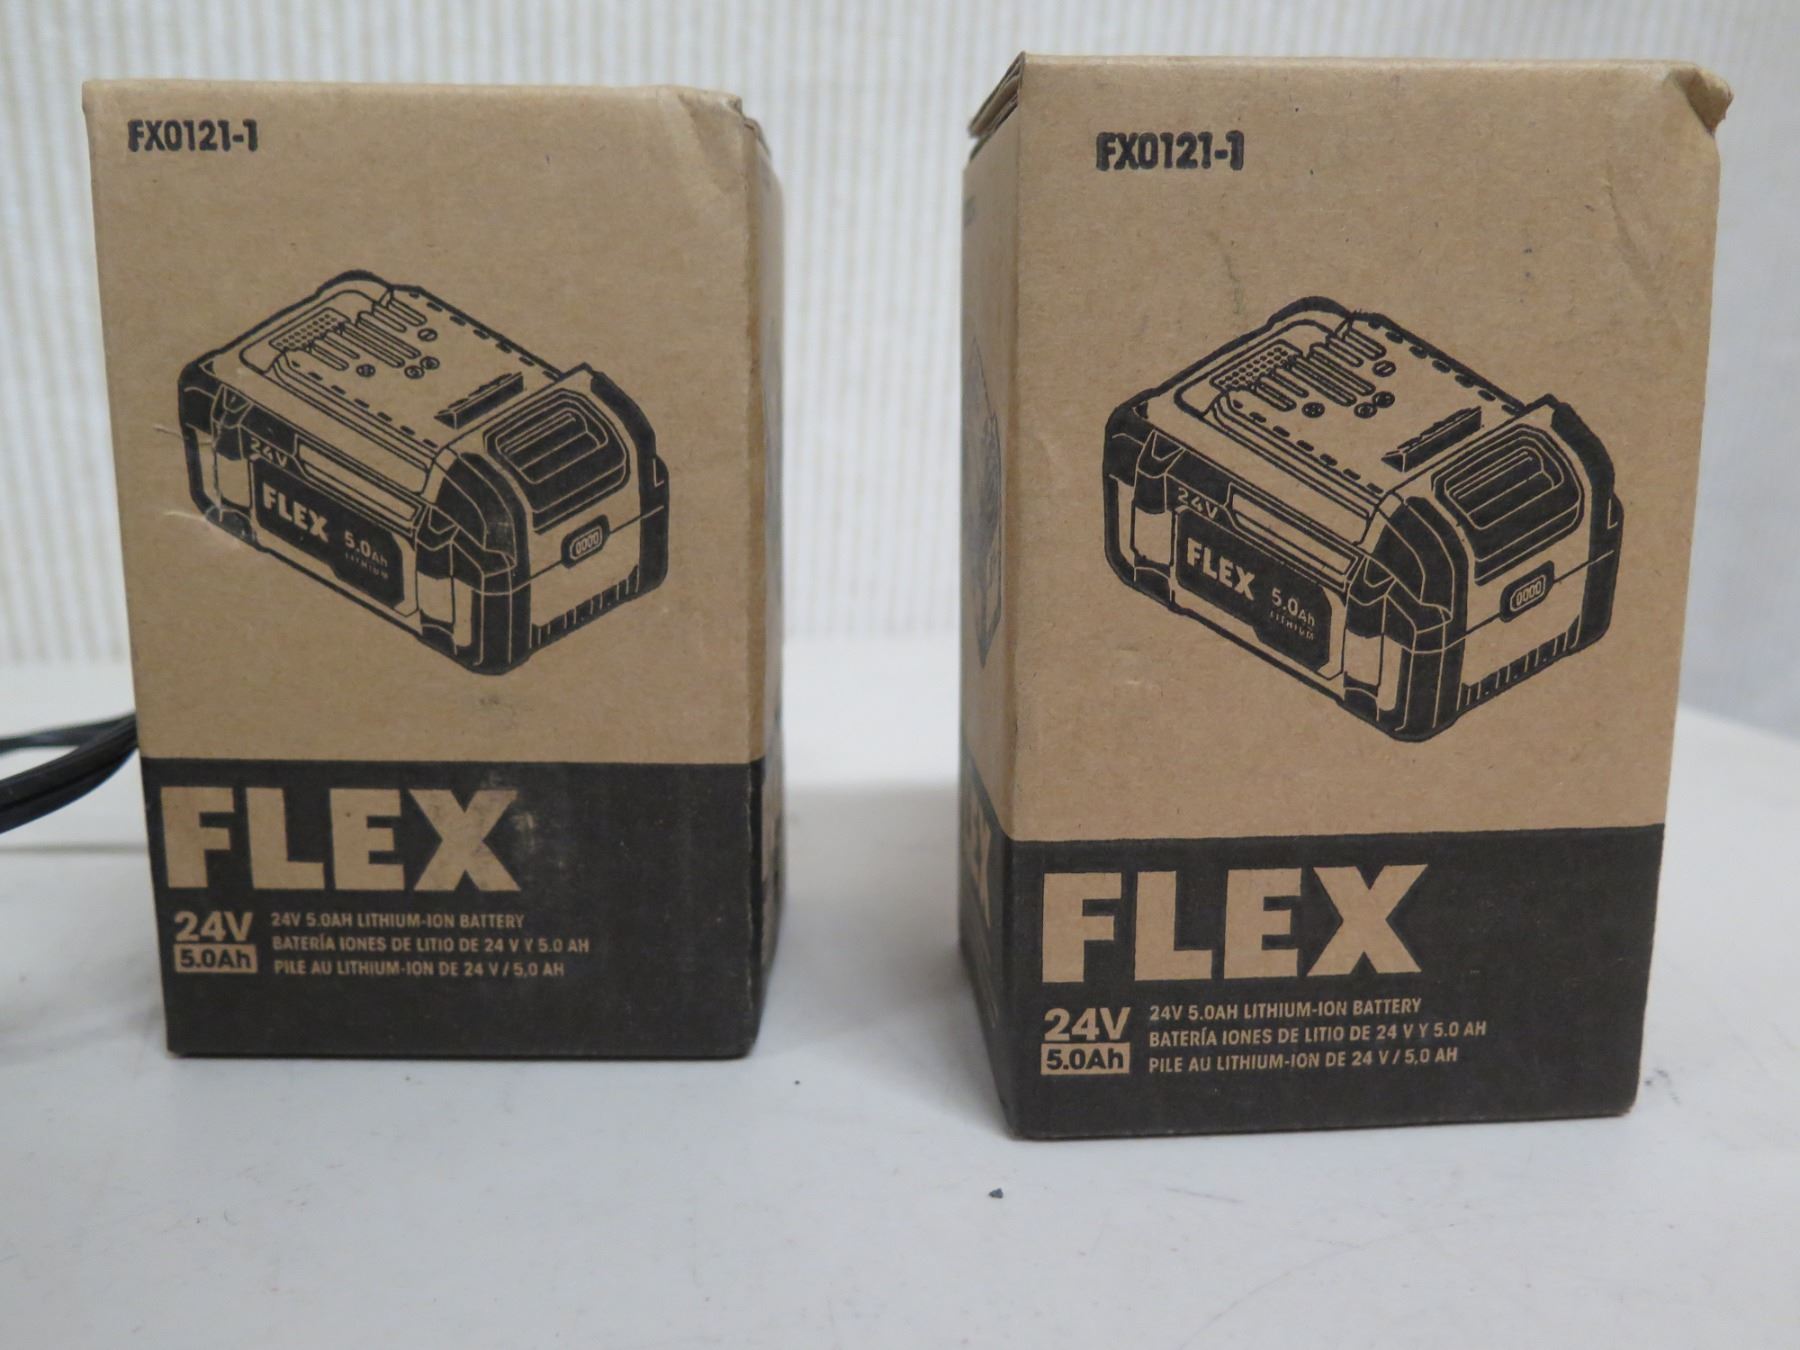 FX0121-1
24V
FLEX 5.0Ah
LITHIUM
FLEX
24V
5.0Ah
24V 5.0AH LITHIUM-ION BATTERY
BATERÍA IONES DE LITIO DE 24 V Y 5.0 AH
PILE AU LITHIUM-ION DE 24 V / 5,0 AH
FX0121-1
24V
FLEX 5.0Ah
LITHIUM
FLEX
24V
5.0Ah
24V 5.0AH LITHIUM-ION BATTERY
BATERÍA IONES DE LITIO DE 24 V Y 5.0 AH
PILE AU LITHIUM-ION DE 24 V / 5,0 AH